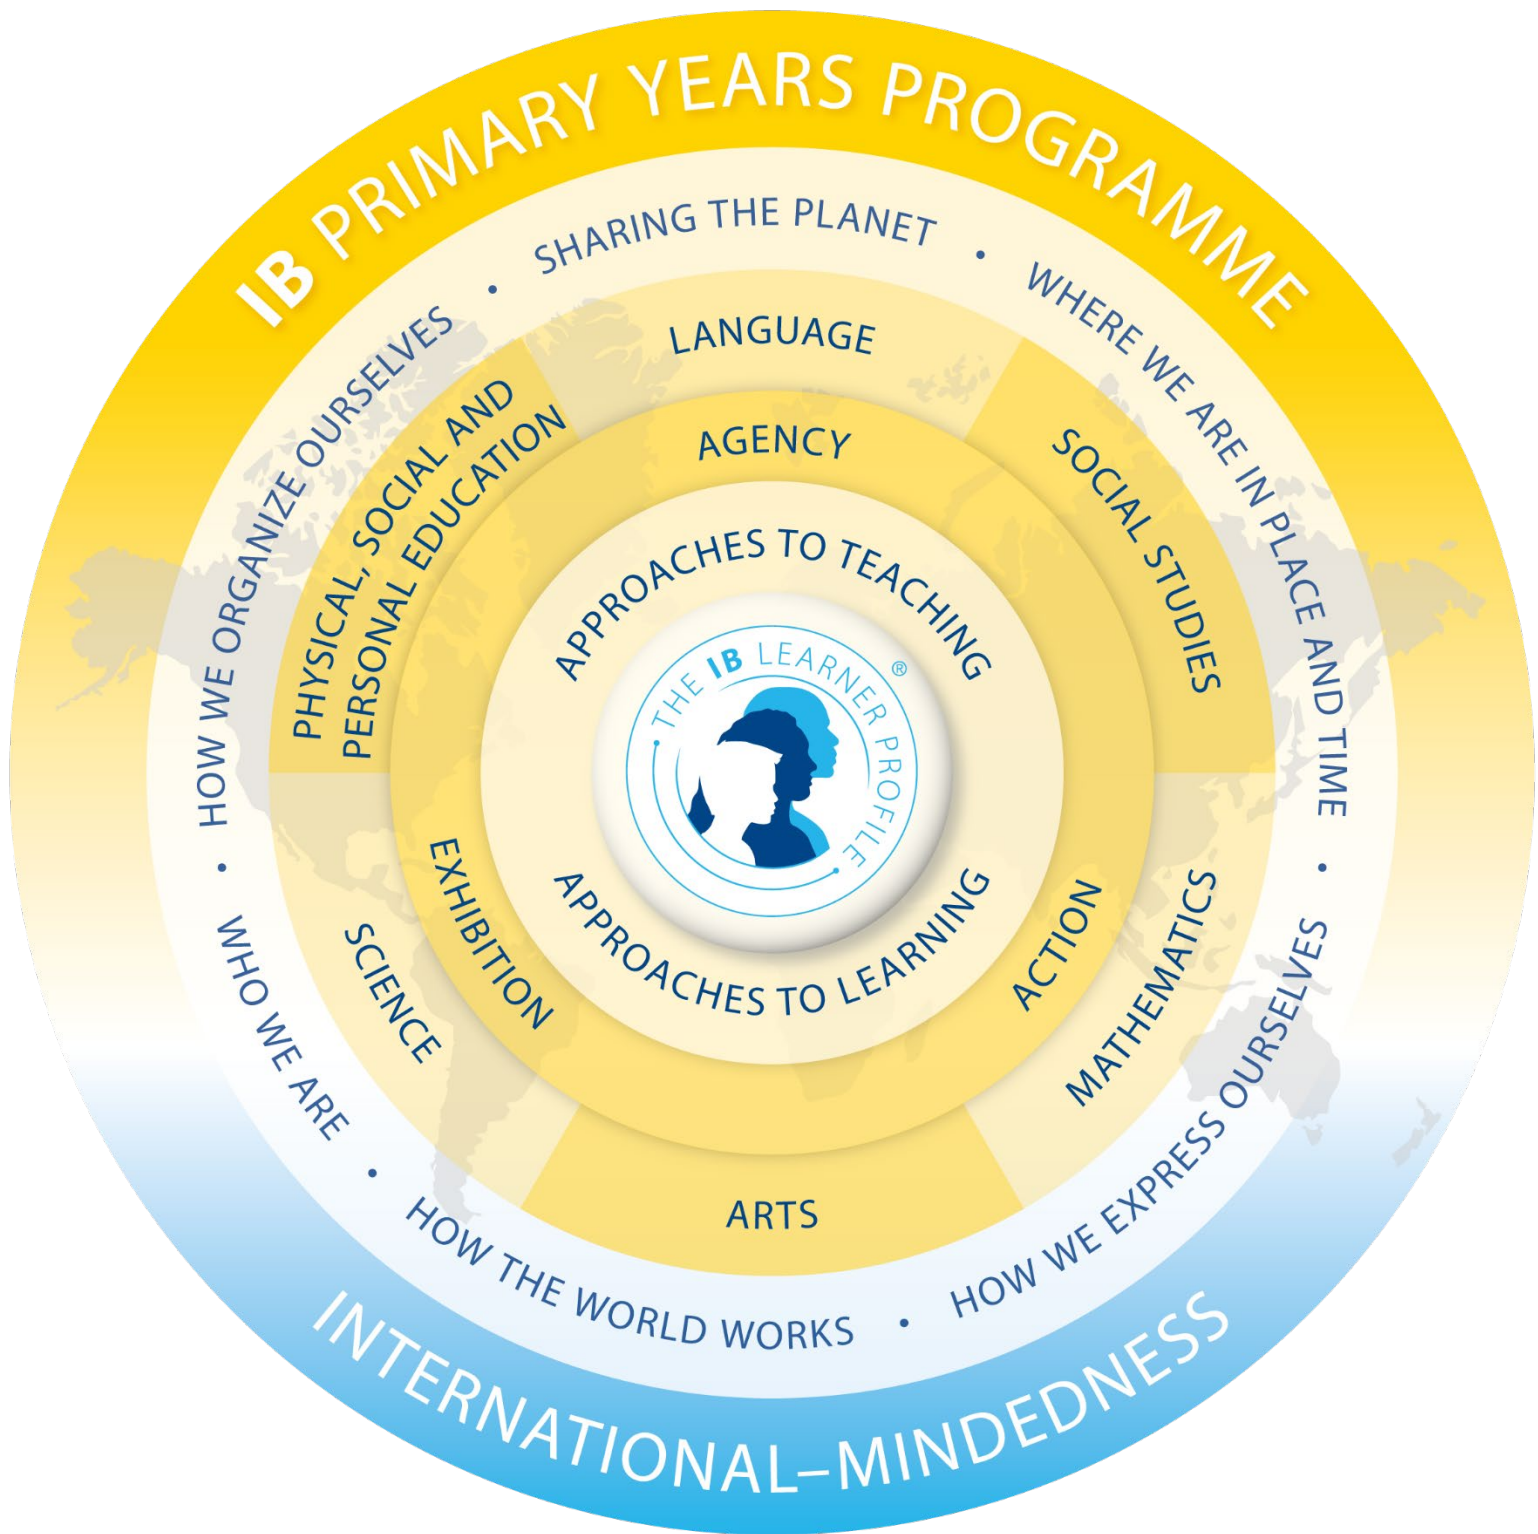 IB PRIMARY YEARS PROGRAMME
SHARING THE PLANET
•
WHERE WE ARE IN PLACE AND TIME
•
HOW WE EXPRESS OURSELVES
•
HOW THE WORLD WORKS
•
WHO WE ARE
•
HOW WE ORGANIZE OURSELVES
•
LANGUAGE
SOCIAL STUDIES
MATHEMATICS
ARTS
SCIENCE
PHYSICAL, SOCIAL AND
PERSONAL EDUCATION
AGENCY
ACTION
EXHIBITION
APPROACHES TO TEACHING
THE IB LEARNER PROFILE ®
APPROACHES TO LEARNING
INTERNATIONAL–MINDEDNESS